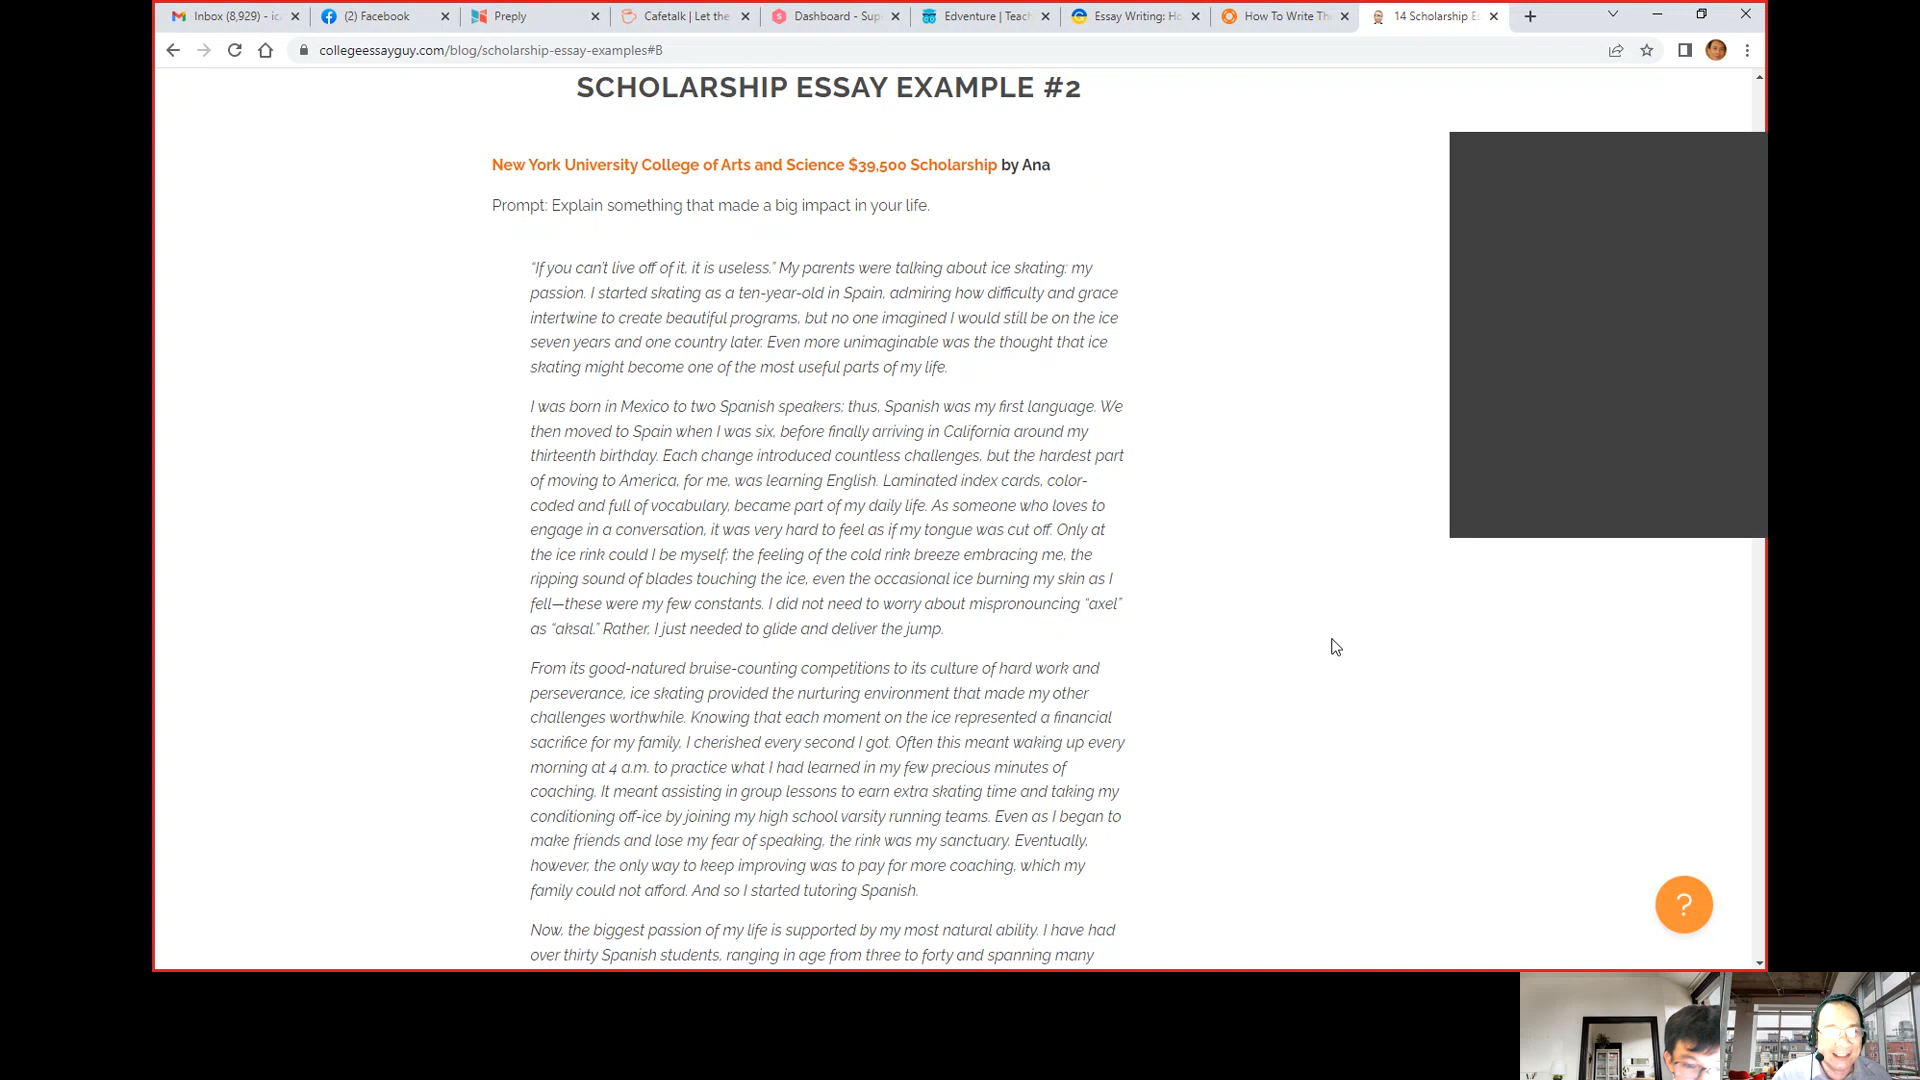 Inbox (8,929) - ic
(2) Facebook
Preply
Cafetalk | Let the
Dashboard - Sup
Edventure | Teach
Essay Writing: Ho
How To Write The
14 Scholarship Es
collegeessayguy.com/blog/scholarship-essay-examples#B
SCHOLARSHIP ESSAY EXAMPLE #2
New York University College of Arts and Science $39,500 Scholarship by Ana
Prompt: Explain something that made a big impact in your life.
“If you can’t live off of it, it is useless.” My parents were talking about ice skating: my
passion. I started skating as a ten-year-old in Spain, admiring how difficulty and grace
intertwine to create beautiful programs, but no one imagined I would still be on the ice
seven years and one country later. Even more unimaginable was the thought that ice
skating might become one of the most useful parts of my life.
I was born in Mexico to two Spanish speakers; thus, Spanish was my first language. We
then moved to Spain when I was six, before finally arriving in California around my
thirteenth birthday. Each change introduced countless challenges, but the hardest part
of moving to America, for me, was learning English. Laminated index cards, color-
coded and full of vocabulary, became part of my daily life. As someone who loves to
engage in a conversation, it was very hard to feel as if my tongue was cut off. Only at
the ice rink could I be myself; the feeling of the cold rink breeze embracing me, the
ripping sound of blades touching the ice, even the occasional ice burning my skin as I
fell—these were my few constants. I did not need to worry about mispronouncing “axel”
as “aksal.” Rather, I just needed to glide and deliver the jump.
From its good-natured bruise-counting competitions to its culture of hard work and
perseverance, ice skating provided the nurturing environment that made my other
challenges worthwhile. Knowing that each moment on the ice represented a financial
sacrifice for my family, I cherished every second I got. Often this meant waking up every
morning at 4 a.m. to practice what I had learned in my few precious minutes of
coaching. It meant assisting in group lessons to earn extra skating time and taking my
conditioning off-ice by joining my high school varsity running teams. Even as I began to
make friends and lose my fear of speaking, the rink was my sanctuary. Eventually,
however, the only way to keep improving was to pay for more coaching, which my
family could not afford. And so I started tutoring Spanish.
Now, the biggest passion of my life is supported by my most natural ability. I have had
over thirty Spanish students, ranging in age from three to forty and spanning many
?